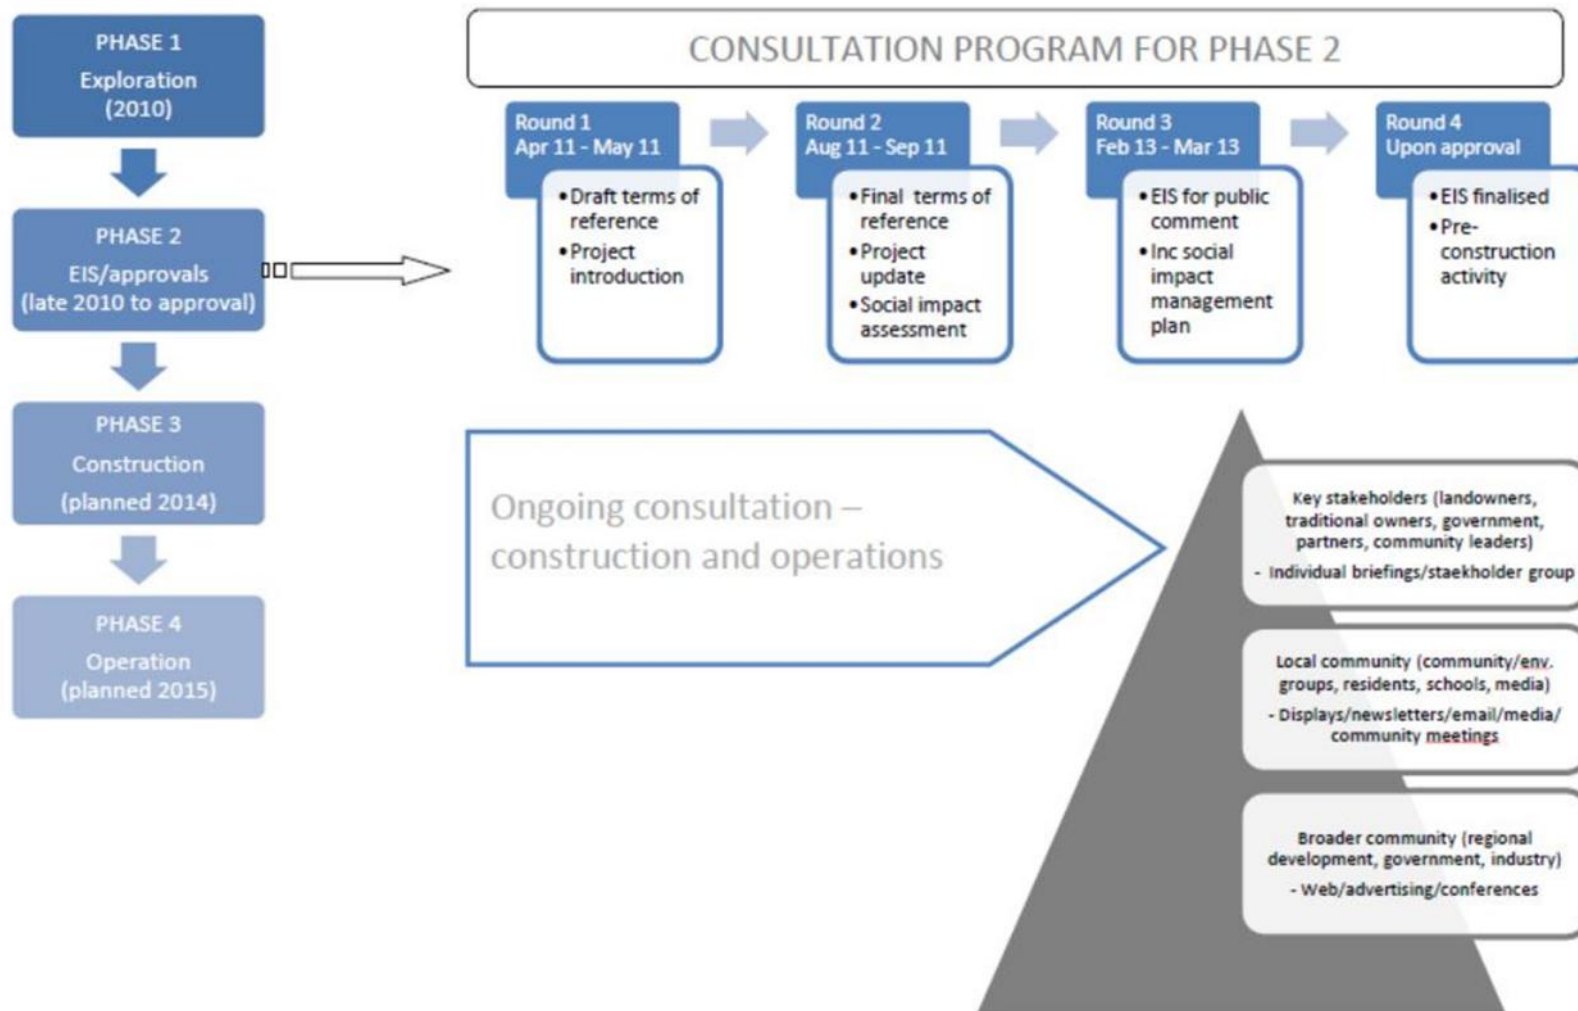 PHASE 1
Exploration
(2010)
PHASE 2
EIS/approvals
(late 2010 to approval)
PHASE 3
Construction
(planned 2014)
PHASE 4
Operation
(planned 2015)
CONSULTATION PROGRAM FOR PHASE 2
Round 1
Apr 11 - May 11
•Draft terms of
reference
•Project
introduction
Round 2
Aug 11 - Sep 11
•Final terms of
reference
•Project
update
•Social impact
assessment
Round 3
Feb 13 - Mar 13
•EIS for public
comment
•Inc social
impact
management
plan
Round 4
Upon approval
•EIS finalised
•Pre-
construction
activity
Ongoing consultation –
construction and operations
Key stakeholders (landowners,
traditional owners, government,
partners, community leaders)
- Individual briefings/staekholder group
Local community (community/env.
groups, residents, schools, media)
- Displays/newsletters/email/media/
community meetings
Broader community (regional
development, government, industry)
- Web/advertising/conferences